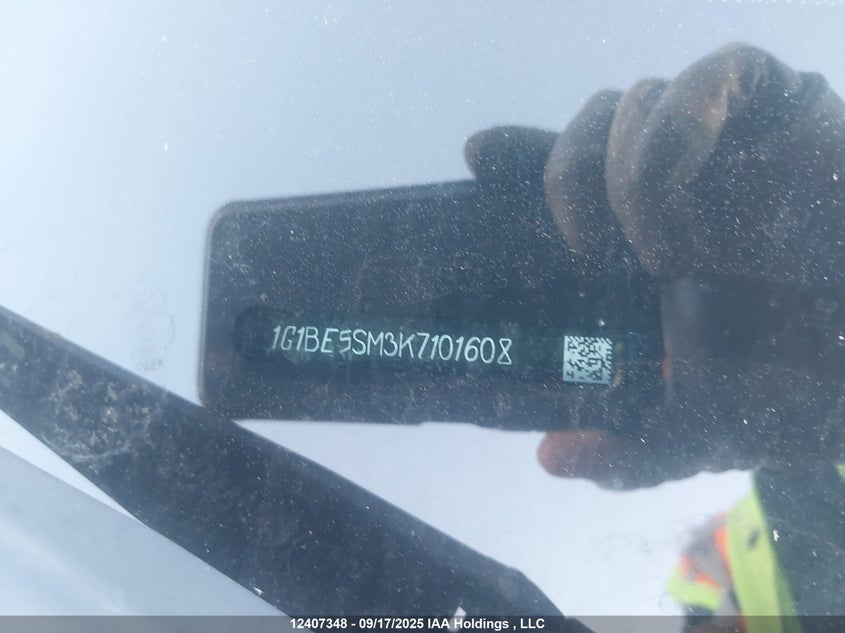 1G1BE5SM3K7101608
12407348 - 09/17/2025 IAA Holdings , LLC